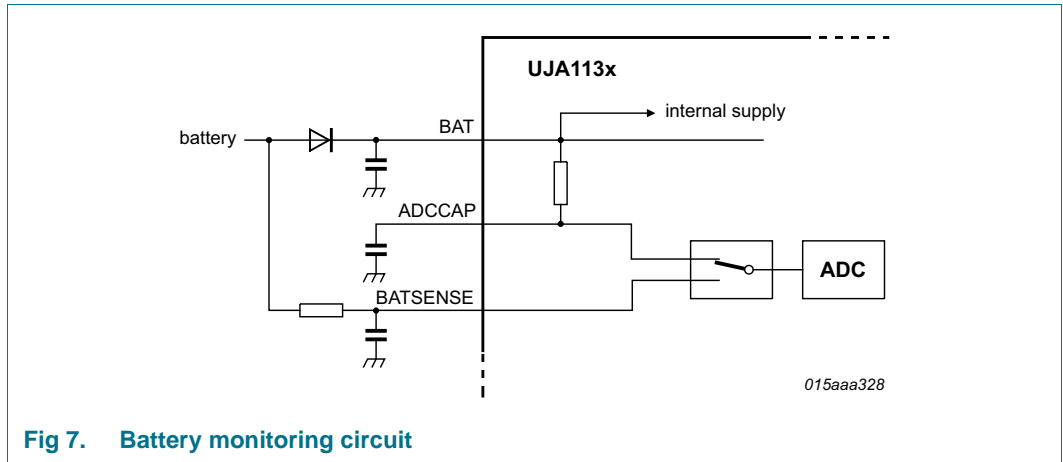 UJA113x
internal supply
battery
BAT
ADCCAP
ADC
BATSENSE
015aaa328
Fig 7. Battery monitoring circuit